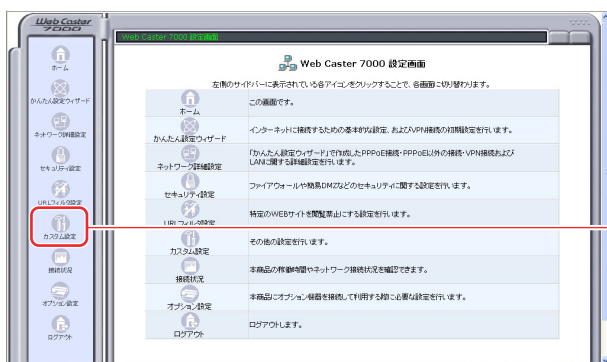 Web Caster
7000
Web Caster 7000 設定画面
ホーム
かんたん設定ウィザード
ネットワーク詳細設定
セキュリティ設定
URLフィルタ設定
カスタム設定
接続状況
オプション設定
ログアウト
Web Caster 7000 設定画面
左側のサイドバーに表示されている各アイコンをクリックすることで、各画面に切り替わります。
ホーム
この画面です。
かんたん設定ウィザード
インターネットに接続するための基本的な設定、およびVPN接続の初期設定を行います。
ネットワーク詳細設定
「かんたん設定ウィザード」で作成したPPPoE接続・PPPoE以外の接続・VPN接続および
LANに関する詳細設定を行います。
セキュリティ設定
ファイアウォールや簡易DMZなどのセキュリティに関する設定を行います。
URLフィルタ設定
特定のWEBサイトを閲覧禁止にする設定を行います。
カスタム設定
その他の設定を行います。
接続状況
本商品の稼働時間やネットワーク接続状況を確認できます。
オプション設定
本商品にオプション機器を接続して利用する際に必要な設定を行います。
ログアウト
ログアウトします。